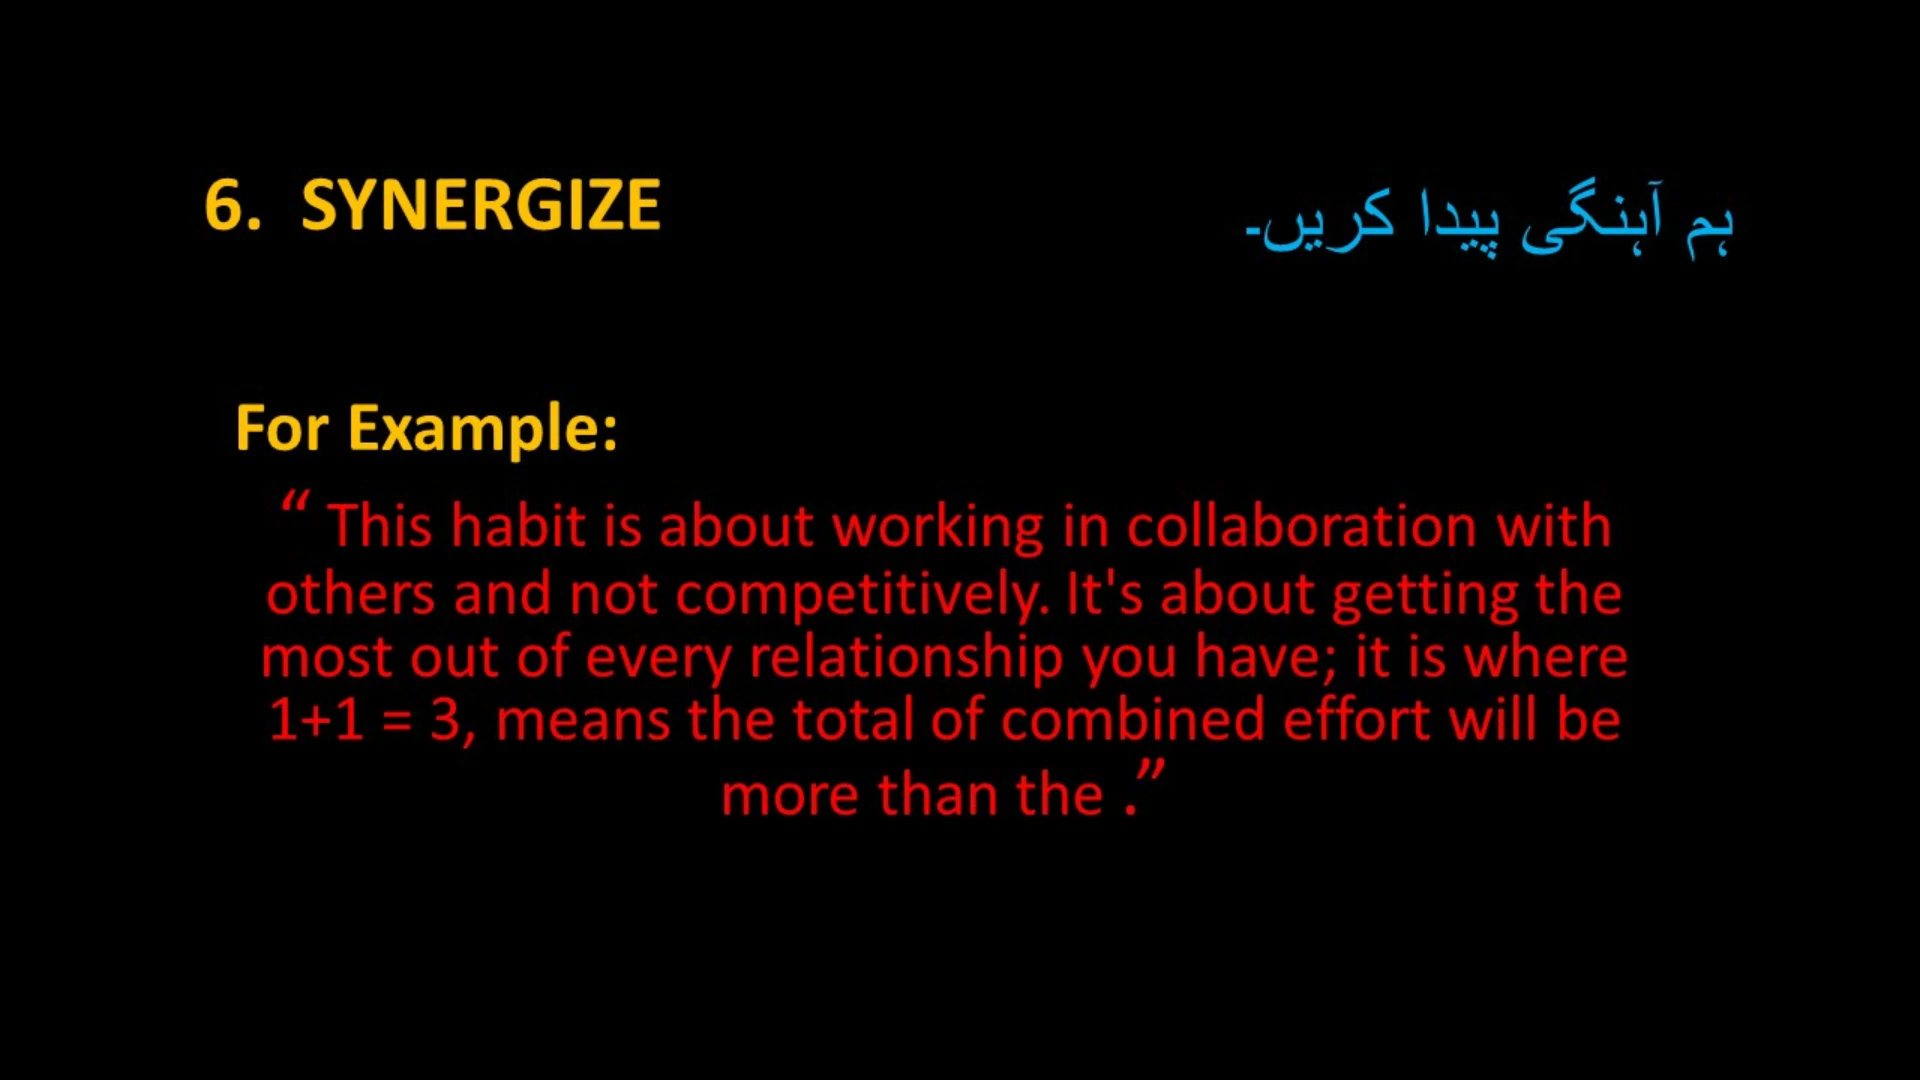 6. SYNERGIZE
ہم آہنگی پیدا کریں۔
For Example:
“ This habit is about working in collaboration with
others and not competitively. It's about getting the
most out of every relationship you have; it is where
1+1 = 3, means the total of combined effort will be
more than the .”